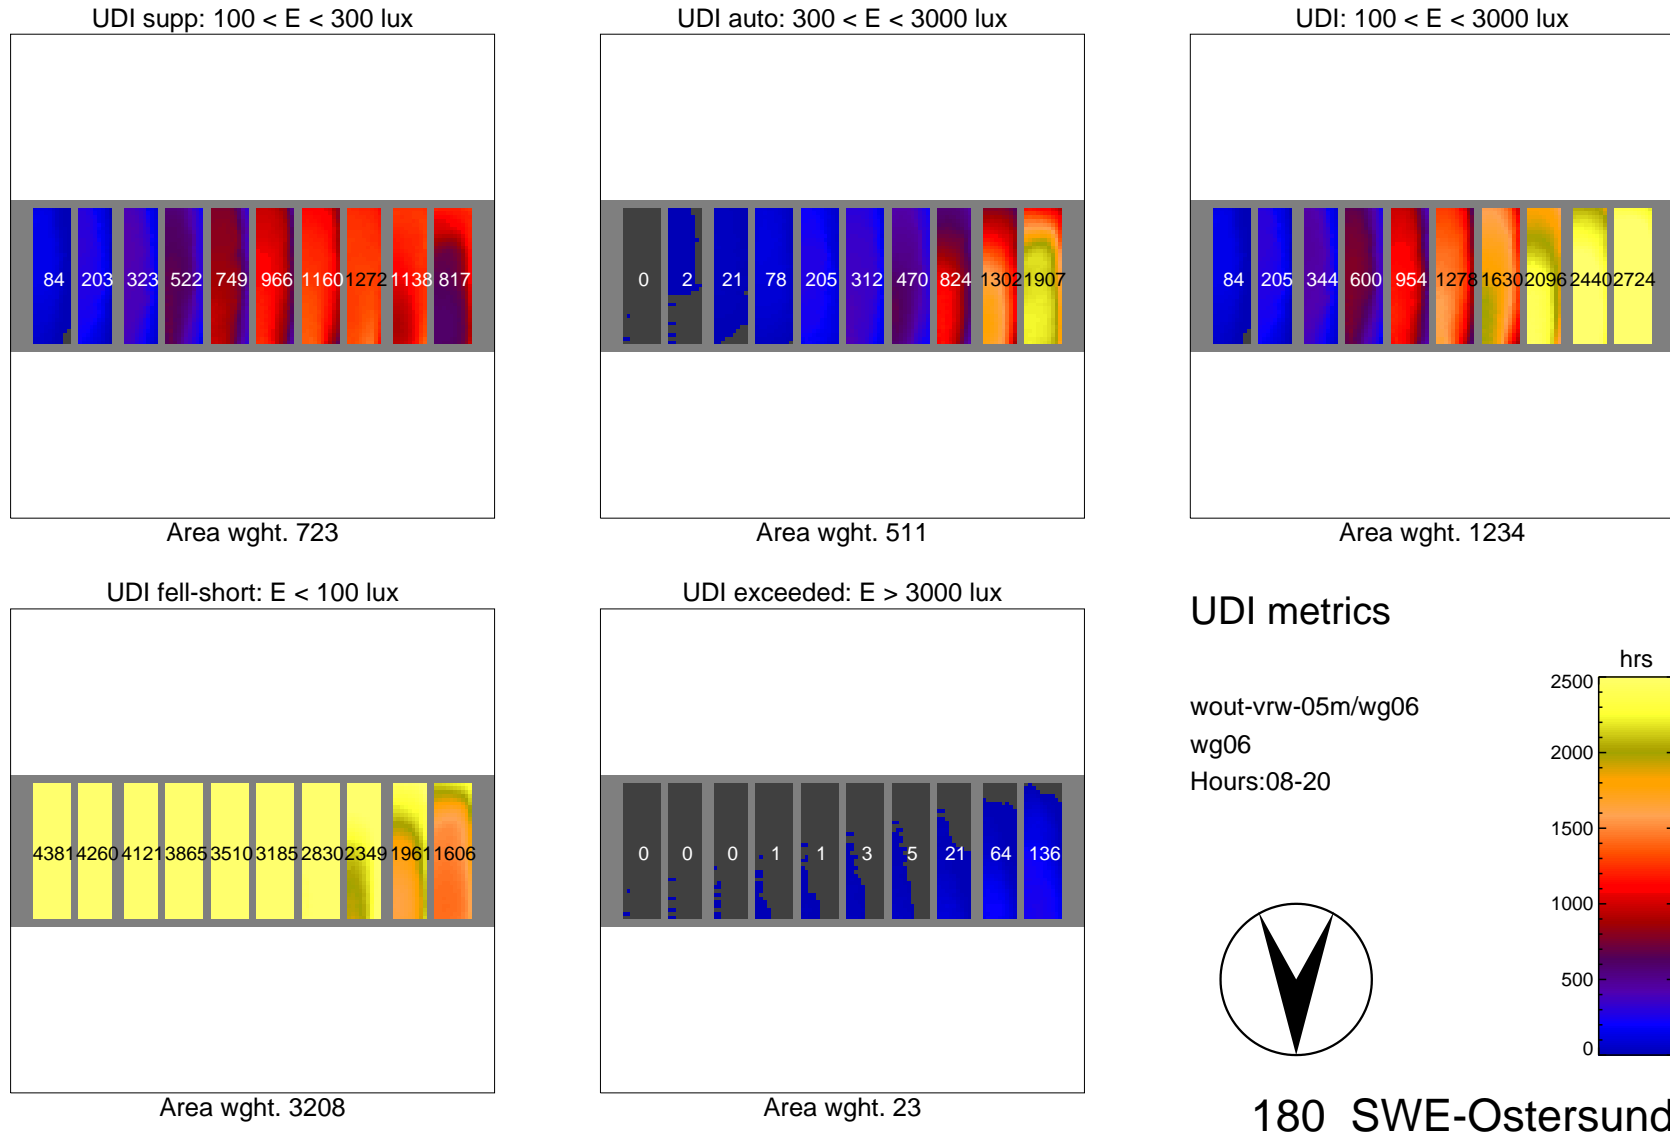 UDI supp: 100 < E < 300 lux
84 203 323 522 749 966 1160 1272 1138 817
Area wght. 723
UDI auto: 300 < E < 3000 lux
0 2 21 78 205 312 470 824 1302 1907
Area wght. 511
UDI: 100 < E < 3000 lux
84 205 344 600 954 1278 1630 2096 2440 2724
Area wght. 1234
UDI fell-short: E < 100 lux
4381 4260 4121 3865 3510 3185 2830 2349 1961 1606
Area wght. 3208
UDI exceeded: E > 3000 lux
0 0 0 1 1 3 5 21 64 136
Area wght. 23
UDI metrics
wout-vrw-05m/wg06
wg06
Hours:08-20
hrs
2500
2000
1500
1000
500
0
180 SWE-Ostersund